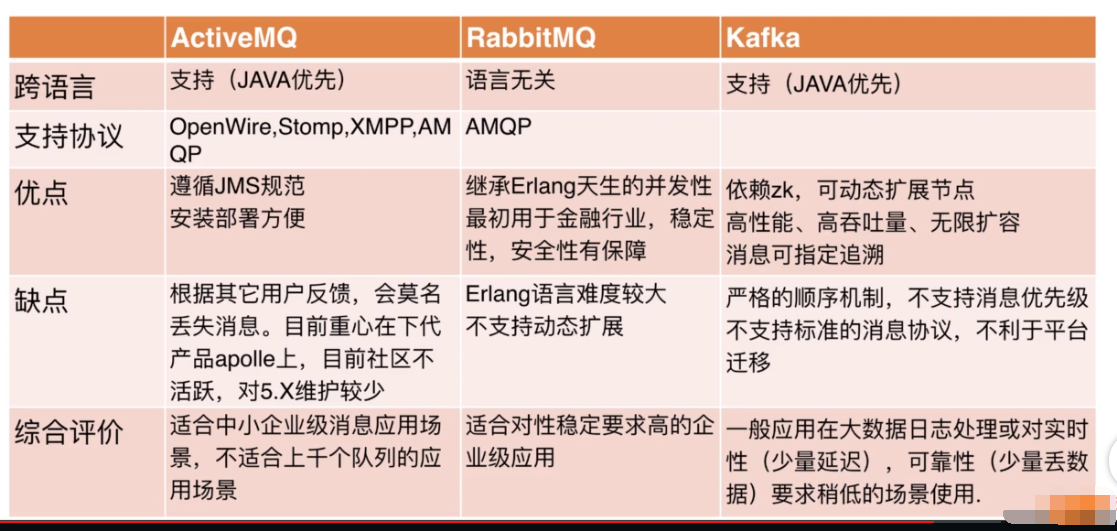 ActiveMQ RabbitMQ Kafka
跨语言 支持（JAVA优先） 语言无关 支持（JAVA优先）
支持协议 OpenWire,Stomp,XMPP,AM
QP AMQP
优点
遵循JMS规范
安装部署方便
继承Erlang天生的并发性
最初用于金融行业，稳定
性，安全性有保障
依赖zk，可动态扩展节点
高性能、高吞吐量、无限扩容
消息可指定追溯
缺点
根据其它用户反馈，会莫名
丢失消息。目前重心在下代
产品apolle上，目前社区不
活跃，对5.X维护较少
Erlang语言难度较大
不支持动态扩展
严格的顺序机制，不支持消息优先级
不支持标准的消息协议，不利于平台
迁移
综合评价
适合中小企业级消息应用场
景，不适合上千个队列的应
用场景
适合对性稳定要求高的企
业级应用
一般应用在大数据日志处理或对实时
性（少量延迟），可靠性（少量丢数
据）要求稍低的场景使用.